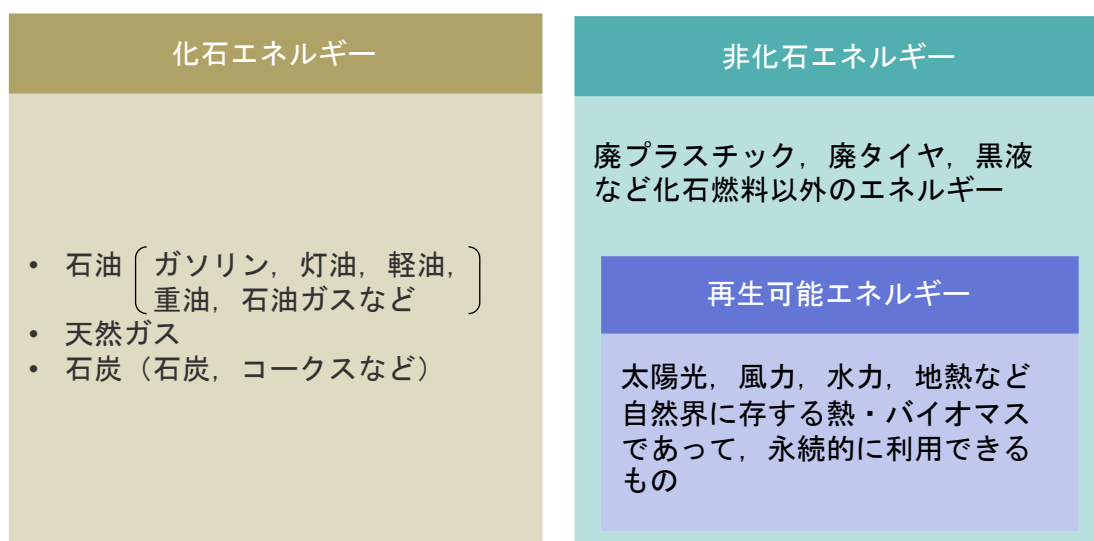 化石エネルギー
・ 石油 ガソリン，灯油，軽油，
重油，石油ガスなど
・ 天然ガス
・ 石炭（石炭，コークスなど）
非化石エネルギー
廃プラスチック，廃タイヤ，黒液
など化石燃料以外のエネルギー
再生可能エネルギー
太陽光，風力，水力，地熱など
自然界に存する熱・バイオマス
であって，永続的に利用できる
もの